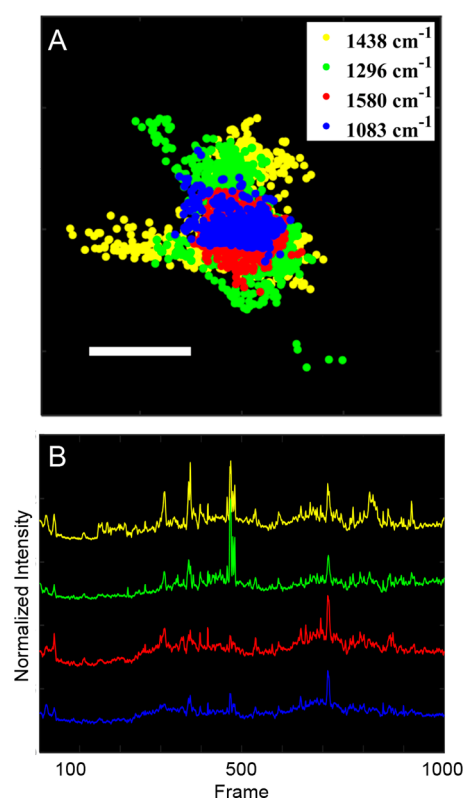 A
1438 cm⁻¹
1296 cm⁻¹
1580 cm⁻¹
1083 cm⁻¹
B
Normalized Intensity
100 500 1000
Frame